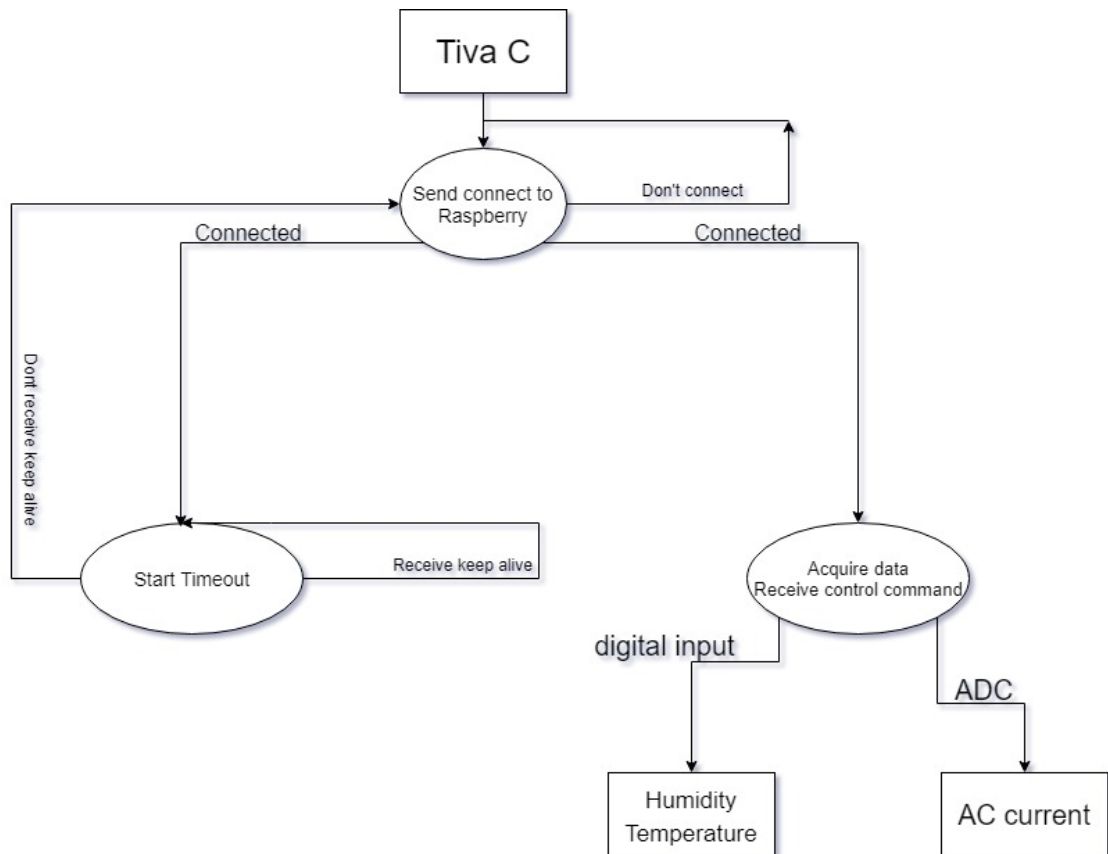 Tiva C
Send connect to
Raspberry
Don't connect
Connected
Connected
Dont receive keep alive
Start Timeout
Receive keep alive
Acquire data
Receive control command
digital input
ADC
Humidity
Temperature
AC current